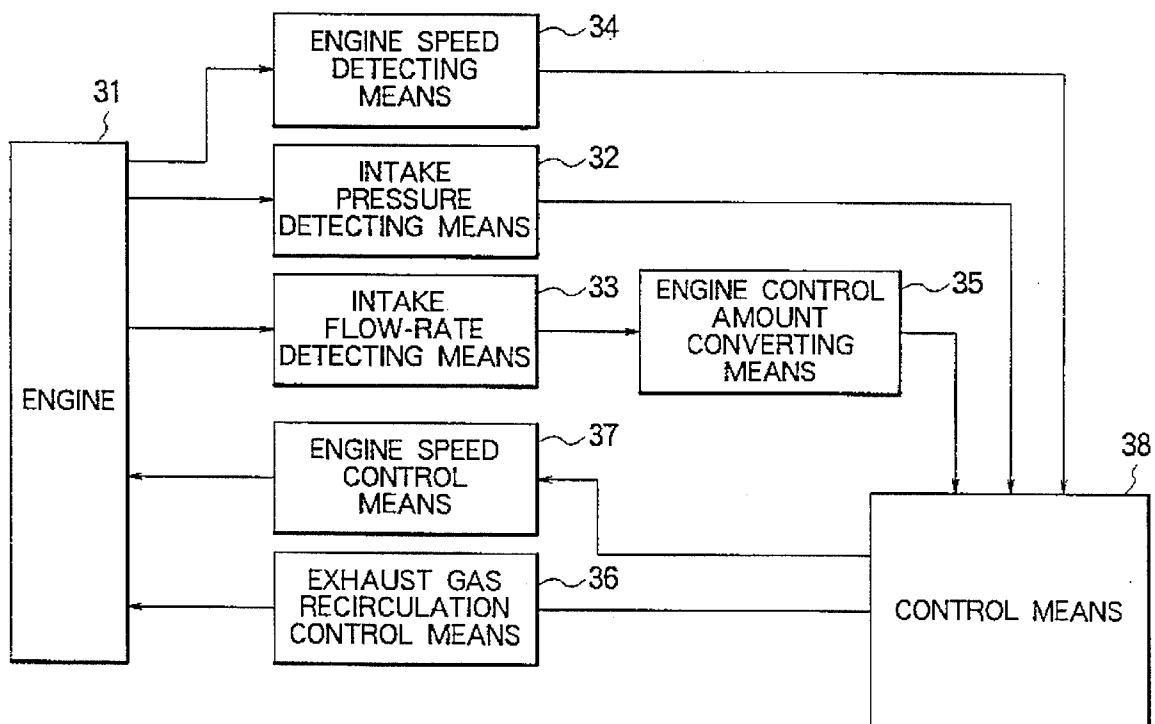 34
ENGINE SPEED
DETECTING
MEANS
31
32
INTAKE
PRESSURE
DETECTING MEANS
33
INTAKE
FLOW-RATE
DETECTING MEANS
35
ENGINE CONTROL
AMOUNT
CONVERTING
MEANS
ENGINE
37
ENGINE SPEED
CONTROL
MEANS
38
36
EXHAUST GAS
RECIRCULATION
CONTROL MEANS
CONTROL MEANS